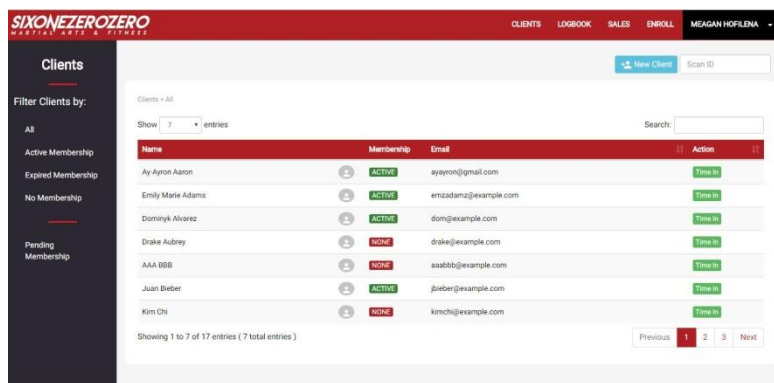 SIXONEZEROZERO
MARTIAL ARTS & FITNESS
CLIENTS LOGBOOK SALES ENROLL MEAGAN HOFILENA
Clients
New Client Scan ID
Filter Clients by:
All
Active Membership
Expired Membership
No Membership
Pending
Membership
Clients > All
Show 7 entries Search:
Name Membership Email Action
Ay-Ayron Aaron ACTIVE ayayron@gmail.com Time In
Emily Marie Adams ACTIVE emzadamz@example.com Time In
Dominyk Alvarez ACTIVE dom@example.com Time In
Drake Aubrey NONE drake@example.com Time In
AAA BBB NONE aaabbb@example.com Time In
Juan Bieber ACTIVE jbieber@example.com Time In
Kim Chi NONE kimchi@example.com Time In
Showing 1 to 7 of 17 entries ( 7 total entries ) Previous 1 2 3 Next